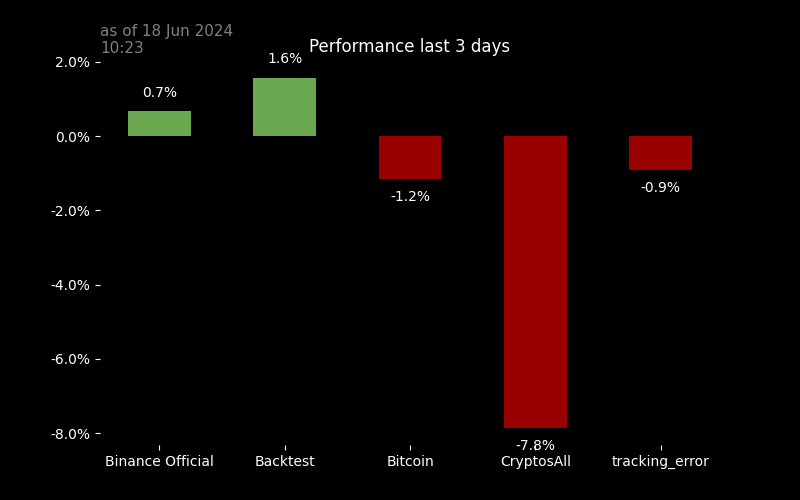 as of 18 Jun 2024
10:23
Performance last 3 days
2.0%
0.0%
-2.0%
-4.0%
-6.0%
-8.0%
0.7%
1.6%
-1.2%
-7.8%
-0.9%
Binance Official
Backtest
Bitcoin
CryptosAll
tracking_error